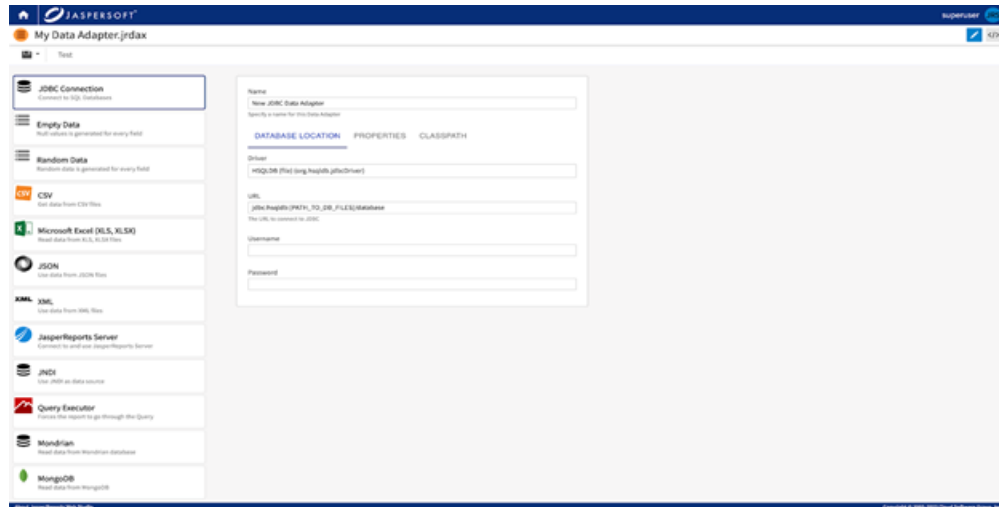 JASPERSOFT
superuser
My Data Adapter.jrdax
Test
JDBC Connection
Connect to SQL Databases
Empty Data
Null values is generated for every field
Random Data
Random data is generated for every field
CSV
CSV
Get data from CSV files
Microsoft Excel (XLS, XLSX)
Read data from XLS, XLSX files
JSON
Use data from JSON files
XML
XML
Use data from XML files
JasperReports Server
Connect to and use JasperReports Server
JNDI
Use JNDI as data source
Query Executor
Forces the report to go through the Query
Mondrian
Read data from Mondrian database
MongoDB
Read data from MongoDB
Name
New JDBC Data Adapter
Specify a name for this Data Adapter
DATABASE LOCATION PROPERTIES CLASSPATH
Driver
HSQLDB (file) (org.hsqldb.jdbcDriver)
URL
jdbc:hsqldb:[PATH_TO_DB_FILES]/database
The URL to connect to JDBC
Username
Password
About JasperReports Web Studio